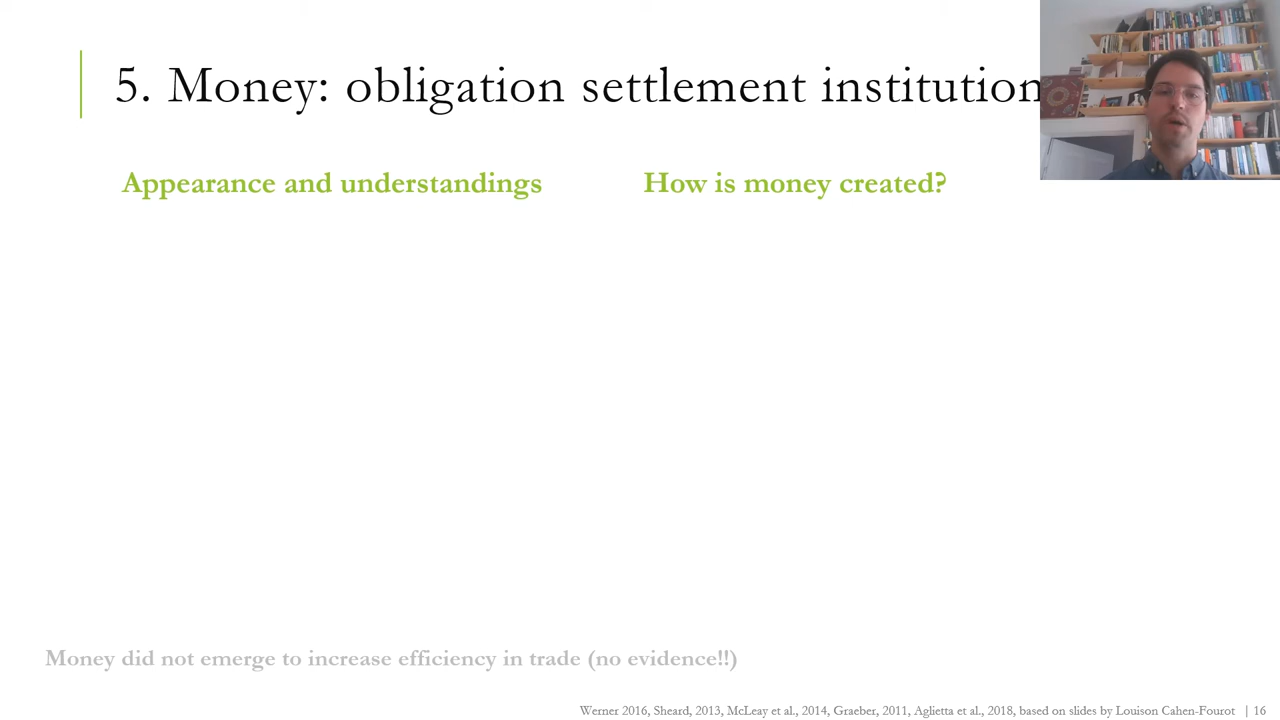 5. Money: obligation settlement institution
Appearance and understandings
How is money created?
Money did not emerge to increase efficiency in trade (no evidence!!)
Werner 2016, Sheard, 2013, McLeay et al., 2014, Graeber, 2011, Aglietta et al., 2018, based on slides by Louison Cahen-Fourot | 16